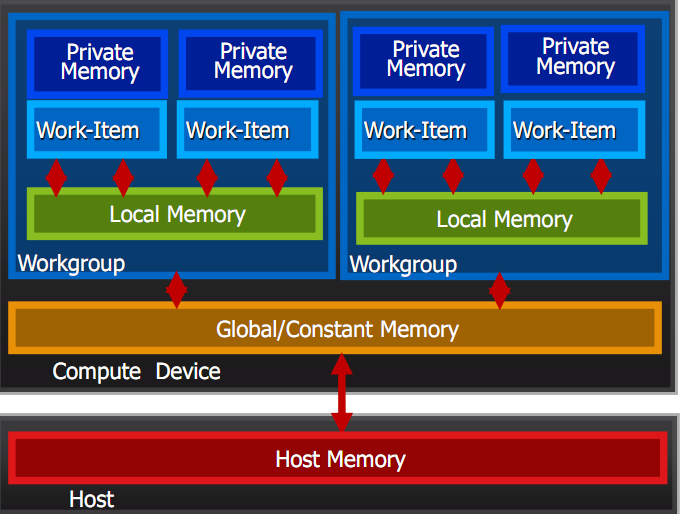 Private
Memory
Private
Memory
Private
Memory
Private
Memory
Work-Item
Work-Item
Work-Item
Work-Item
Local Memory
Local Memory
Workgroup
Workgroup
Global/Constant Memory
Compute Device
Host Memory
Host